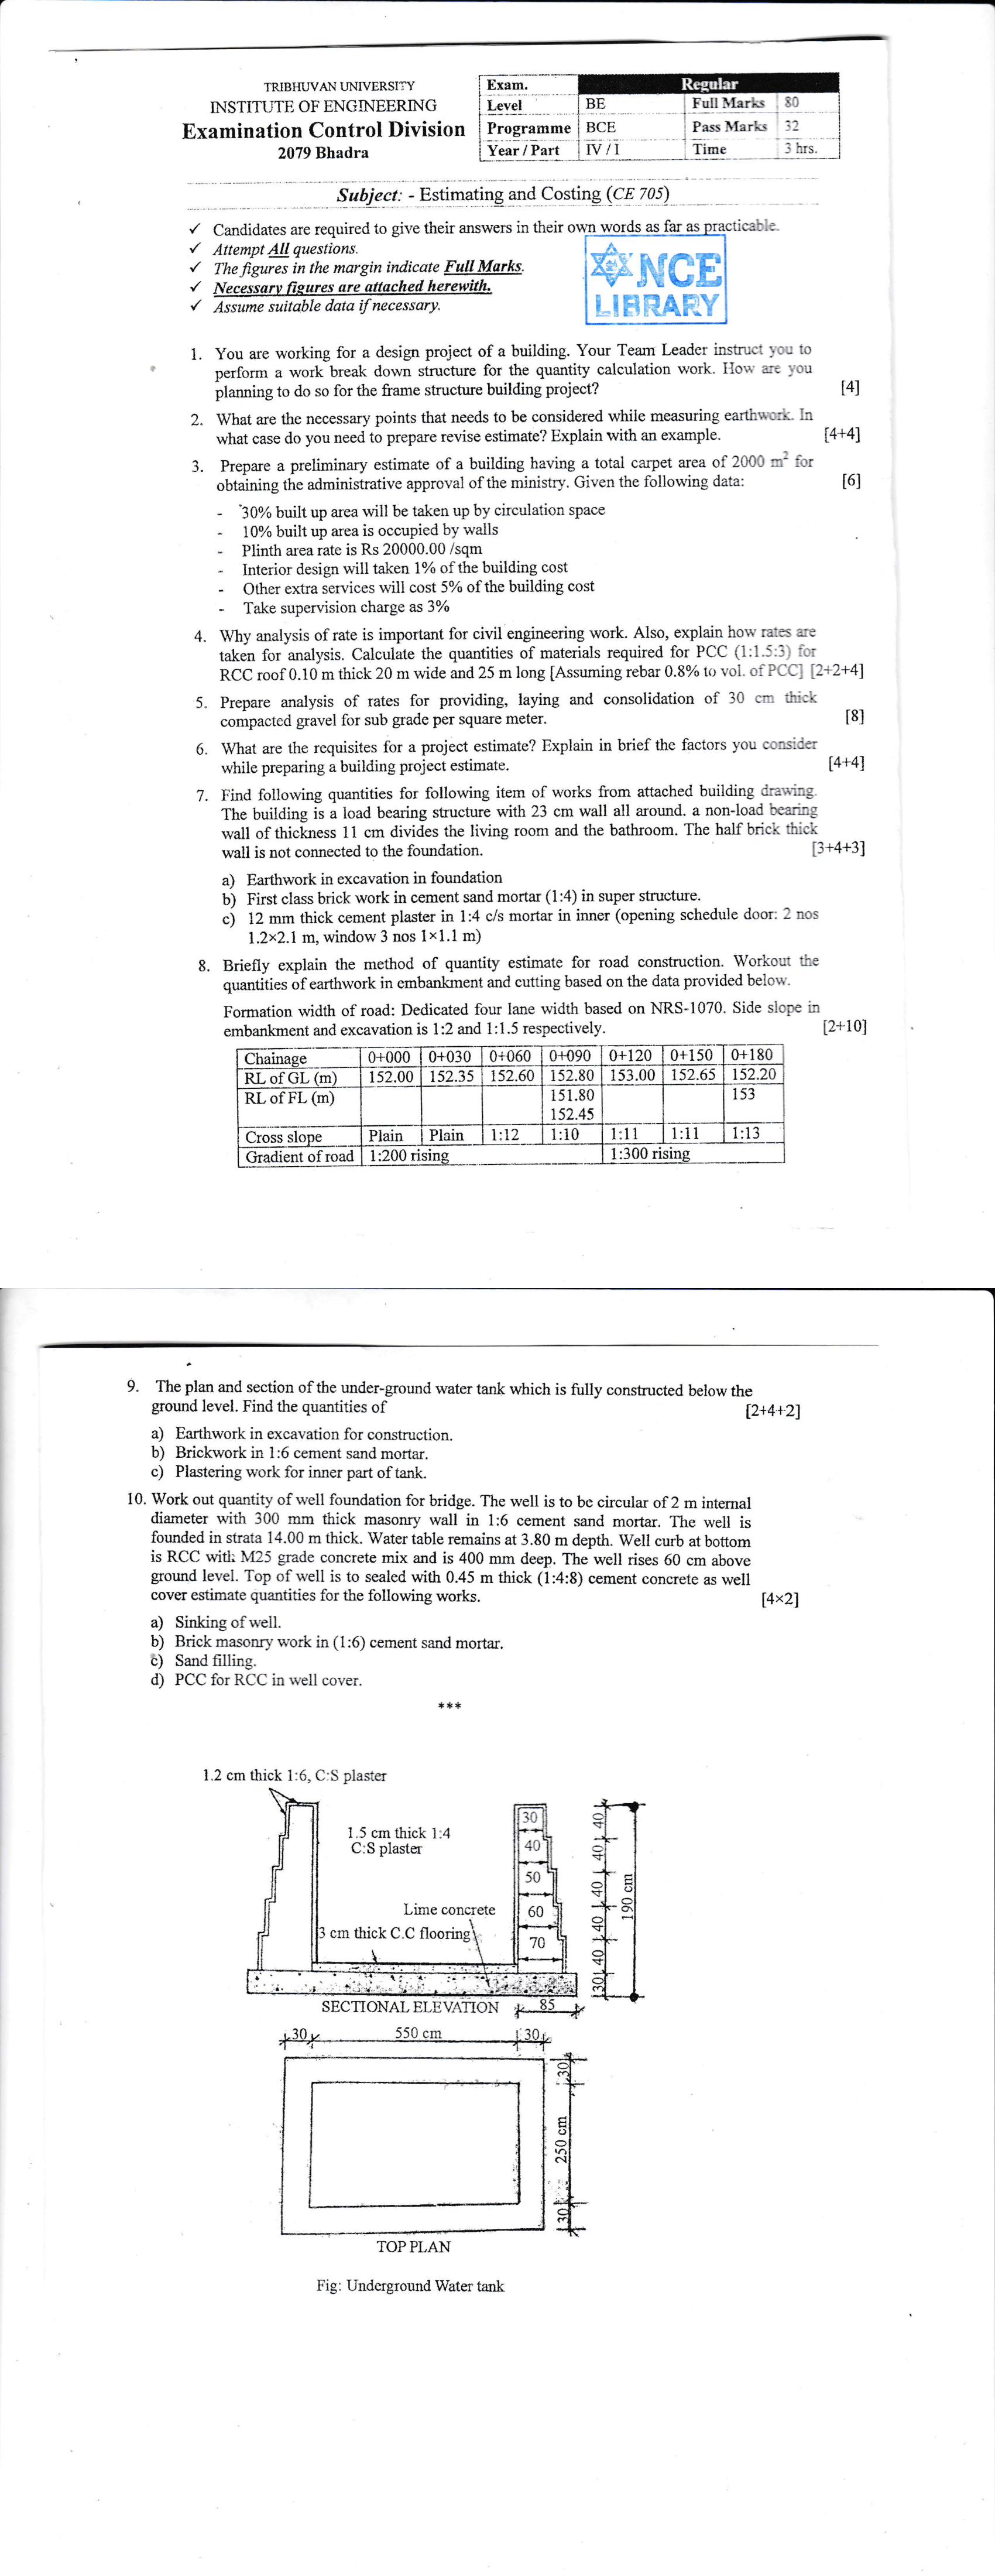 TRIBHUVAN UNIVERSITY
INSTITUTE OF ENGINEERING
Examination Control Division
2079 Bhadra
Exam. Regular
Level BE Full Marks 80
Programme BCE Pass Marks 32
Year / Part IV / I Time 3 hrs.
Subject: - Estimating and Costing (CE 705)
✓ Candidates are required to give their answers in their own words as far as practicable.
✓ Attempt All questions.
✓ The figures in the margin indicate Full Marks.
✓ Necessary figures are attached herewith.
✓ Assume suitable data if necessary.
NCE
LIBRARY
1. You are working for a design project of a building. Your Team Leader instruct you to
perform a work break down structure for the quantity calculation work. How are you
planning to do so for the frame structure building project? [4]
2. What are the necessary points that needs to be considered while measuring earthwork. In
what case do you need to prepare revise estimate? Explain with an example. [4+4]
3. Prepare a preliminary estimate of a building having a total carpet area of 2000 m² for
obtaining the administrative approval of the ministry. Given the following data: [6]
- 30% built up area will be taken up by circulation space
- 10% built up area is occupied by walls
- Plinth area rate is Rs 20000.00 /sqm
- Interior design will taken 1% of the building cost
- Other extra services will cost 5% of the building cost
- Take supervision charge as 3%
4. Why analysis of rate is important for civil engineering work. Also, explain how rates are
taken for analysis. Calculate the quantities of materials required for PCC (1:1.5:3) for
RCC roof 0.10 m thick 20 m wide and 25 m long [Assuming rebar 0.8% to vol. of PCC] [2+2+4]
5. Prepare analysis of rates for providing, laying and consolidation of 30 cm thick
compacted gravel for sub grade per square meter. [8]
6. What are the requisites for a project estimate? Explain in brief the factors you consider
while preparing a building project estimate. [4+4]
7. Find following quantities for following item of works from attached building drawing.
The building is a load bearing structure with 23 cm wall all around. a non-load bearing
wall of thickness 11 cm divides the living room and the bathroom. The half brick thick
wall is not connected to the foundation. [3+4+3]
a) Earthwork in excavation in foundation
b) First class brick work in cement sand mortar (1:4) in super structure.
c) 12 mm thick cement plaster in 1:4 c/s mortar in inner (opening schedule door: 2 nos
1.2×2.1 m, window 3 nos 1×1.1 m)
8. Briefly explain the method of quantity estimate for road construction. Workout the
quantities of earthwork in embankment and cutting based on the data provided below.
Formation width of road: Dedicated four lane width based on NRS-1070. Side slope in
embankment and excavation is 1:2 and 1:1.5 respectively. [2+10]
Chainage 0+000 0+030 0+060 0+090 0+120 0+150 0+180
RL of GL (m) 152.00 152.35 152.60 152.80 153.00 152.65 152.20
RL of FL (m) 151.80 153
152.45
Cross slope Plain Plain 1:12 1:10 1:11 1:11 1:13
Gradient of road 1:200 rising 1:300 rising
9. The plan and section of the under-ground water tank which is fully constructed below the
ground level. Find the quantities of [2+4+2]
a) Earthwork in excavation for construction.
b) Brickwork in 1:6 cement sand mortar.
c) Plastering work for inner part of tank.
10. Work out quantity of well foundation for bridge. The well is to be circular of 2 m internal
diameter with 300 mm thick masonry wall in 1:6 cement sand mortar. The well is
founded in strata 14.00 m thick. Water table remains at 3.80 m depth. Well curb at bottom
is RCC with M25 grade concrete mix and is 400 mm deep. The well rises 60 cm above
ground level. Top of well is to sealed with 0.45 m thick (1:4:8) cement concrete as well
cover estimate quantities for the following works. [4×2]
a) Sinking of well.
b) Brick masonry work in (1:6) cement sand mortar.
c) Sand filling.
d) PCC for RCC in well cover.
***
1.2 cm thick 1:6, C:S plaster
1.5 cm thick 1:4
C:S plaster
Lime concrete
3 cm thick C.C flooring
30
40
50
60
70
30 40 40 40 40 40
190 cm
SECTIONAL ELEVATION 85
30 550 cm 30
30
250 cm
30
TOP PLAN
Fig: Underground Water tank